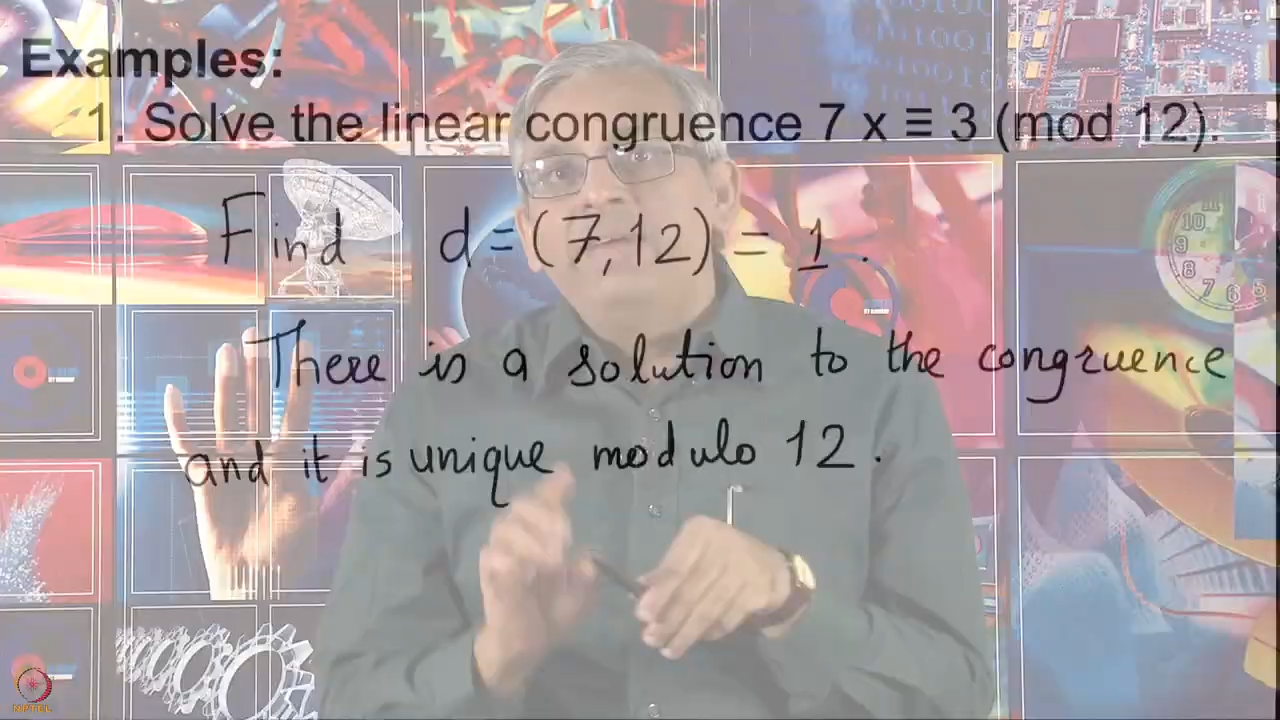 Examples:
1. Solve the linear congruence 7 x ≡ 3 (mod 12).
Find d = (7,12) = 1.
There is a solution to the congruence
and it is unique modulo 12.
NPTEL